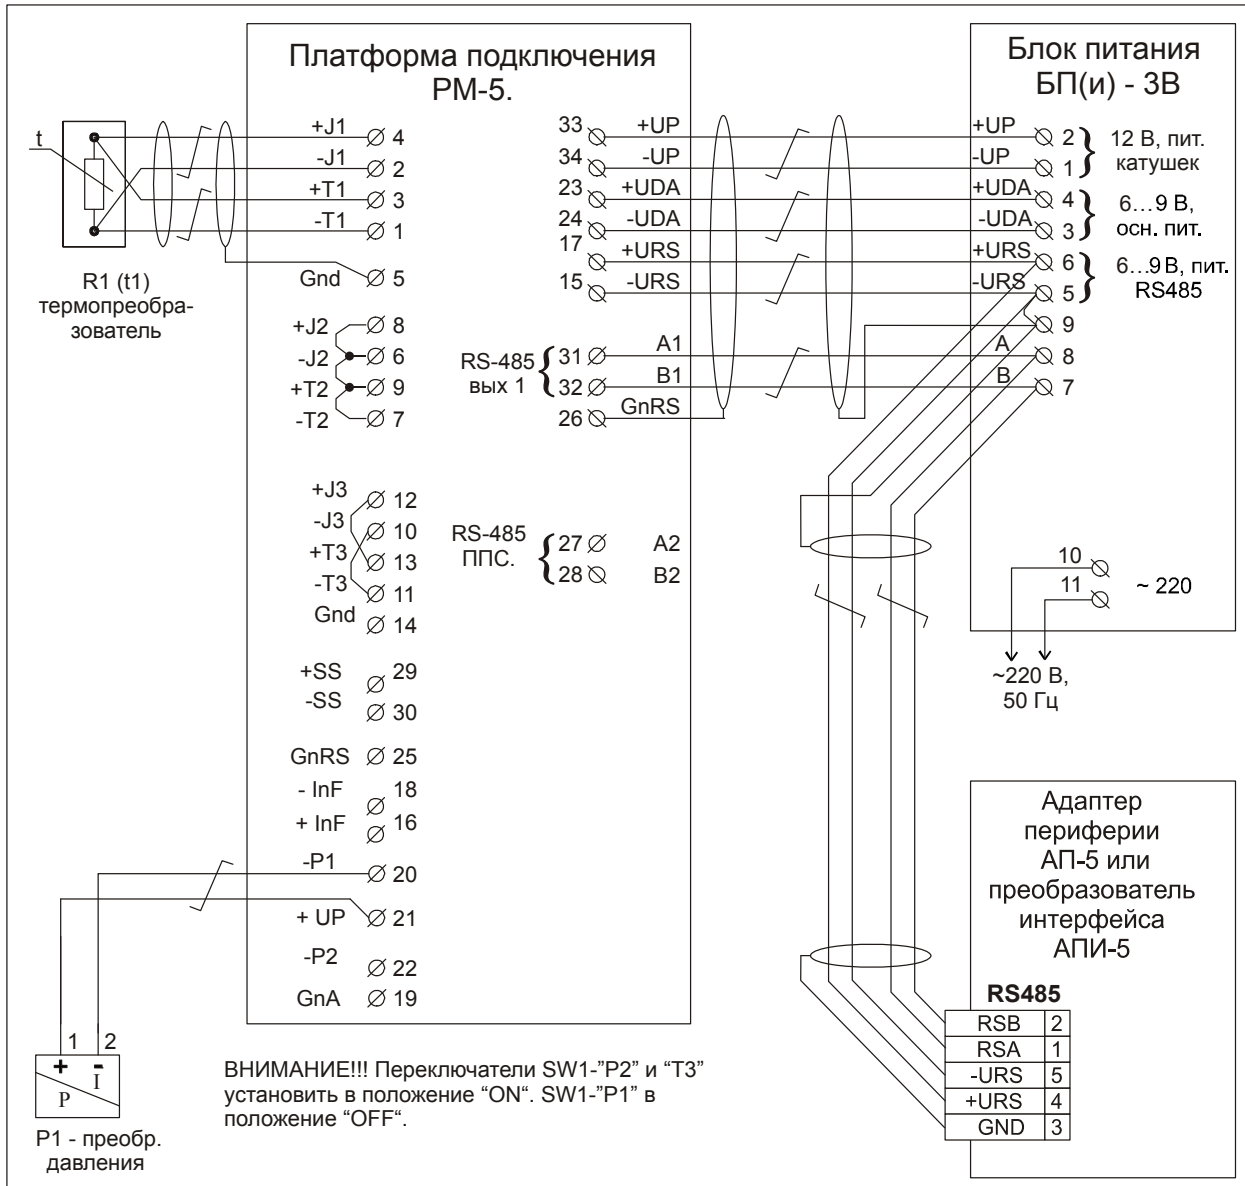 Платформа подключения
РМ-5.
Блок питания
БП(и) - 3В
t
R1 (t1)
термопреобра-
зователь
+J1 4
-J1 2
+T1 3
-T1 1
Gnd 5
+J2 8
-J2 6
+T2 9
-T2 7
+J3 12
-J3 10
+T3 13
-T3 11
Gnd 14
+SS 29
-SS 30
GnRS 25
- InF 18
+ InF 16
-P1 20
+ UP 21
-P2 22
GnA 19
33 +UP
34 -UP
23 +UDA
24 -UDA
17 +URS
15 -URS
RS-485
вых 1
{
31 A1
32 B1
26 GnRS
RS-485
ППС.
{
27 A2
28 B2
+UP 2
-UP 1
} 12 В, пит.
катушек
+UDA 4
-UDA 3
} 6...9 В,
осн. пит.
+URS 6
-URS 5
} 6...9В, пит.
RS485
9
A 8
B 7
10
11
~ 220
~220 В,
50 Гц
Адаптер
периферии
АП-5 или
преобразователь
интерфейса
АПИ-5
RS485
RSB 2
RSA 1
-URS 5
+URS 4
GND 3
1 2
+ -
P I
P1 - преобр.
давления
ВНИМАНИЕ!!! Переключатели SW1-”P2” и “T3”
установить в положение “ON“. SW1-”P1” в
положение “OFF“.